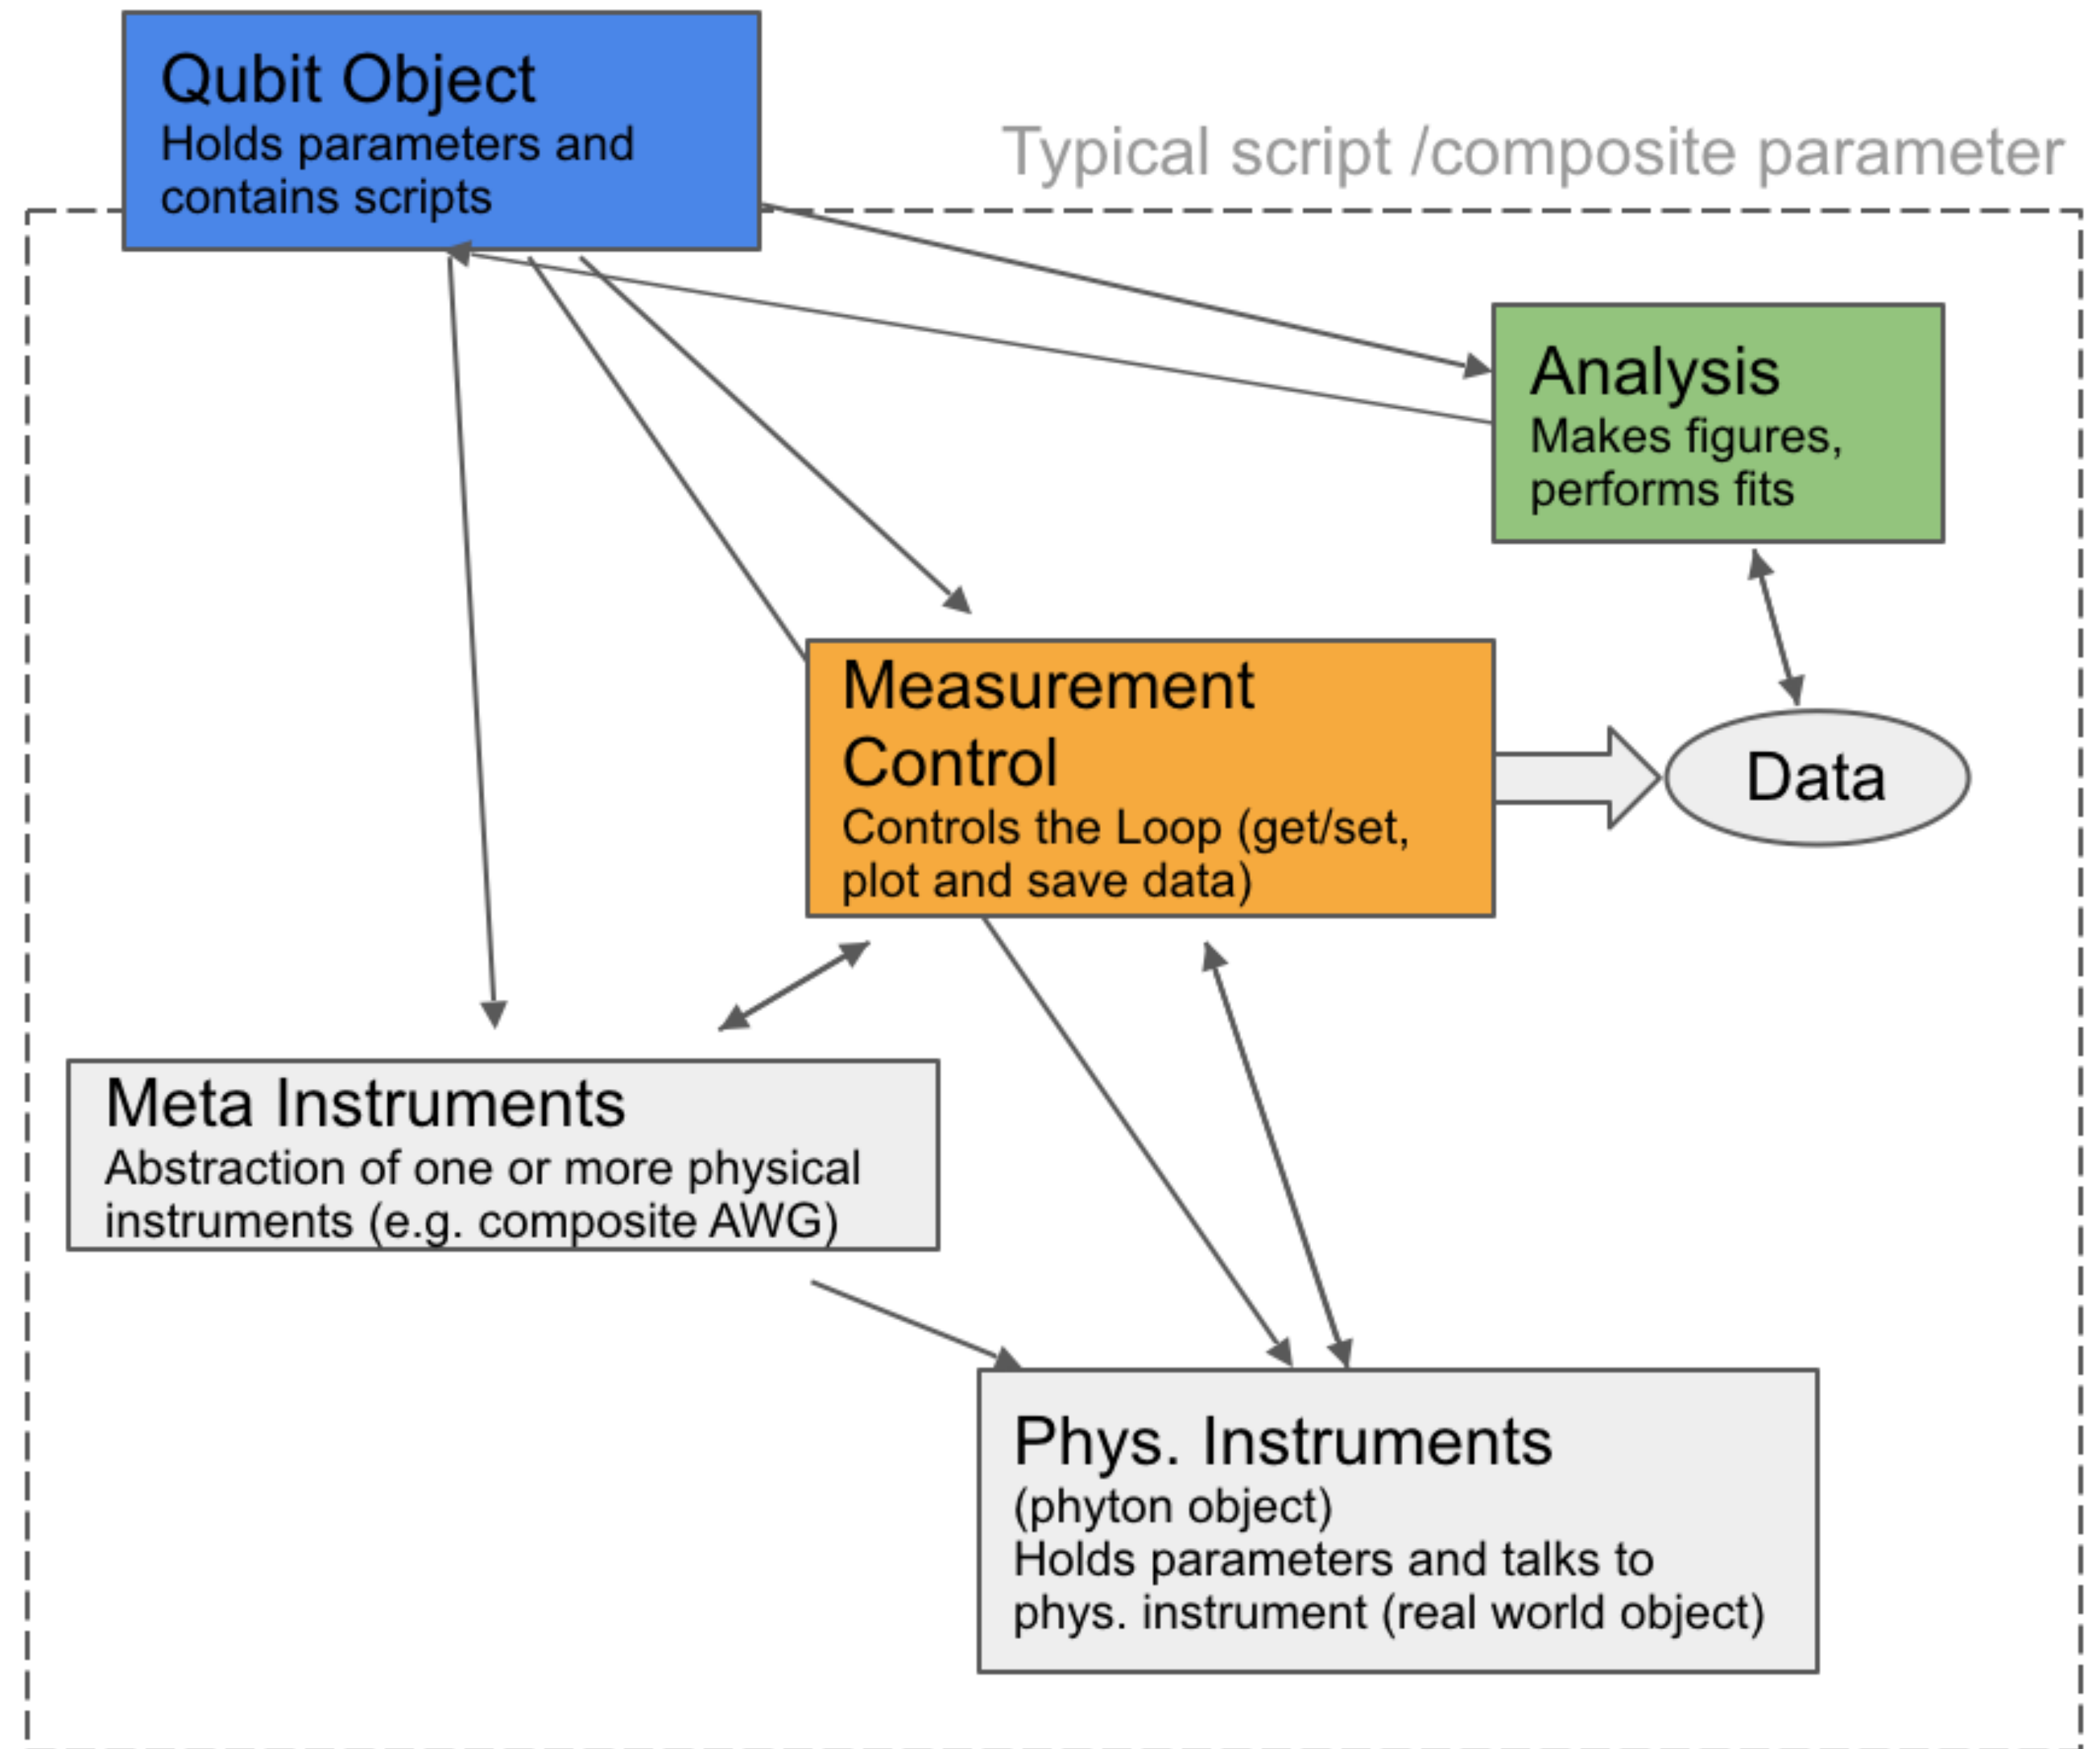 Qubit Object
Holds parameters and
contains scripts
Typical script /composite parameter
Analysis
Makes figures,
performs fits
Measurement
Control
Controls the Loop (get/set,
plot and save data)
Data
Meta Instruments
Abstraction of one or more physical
instruments (e.g. composite AWG)
Phys. Instruments
(phyton object)
Holds parameters and talks to
phys. instrument (real world object)